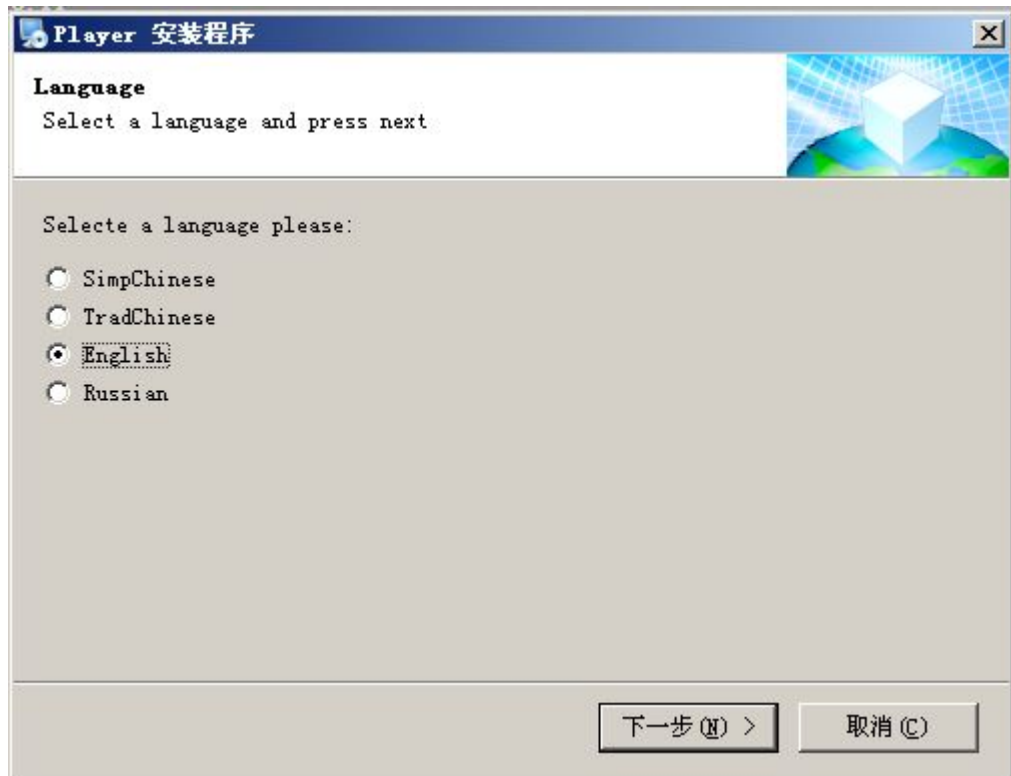 Player 安装程序
Language
Select a language and press next
Selecte a language please:
SimpChinese
TradChinese
English
Russian
下一步(N) >
取消(C)